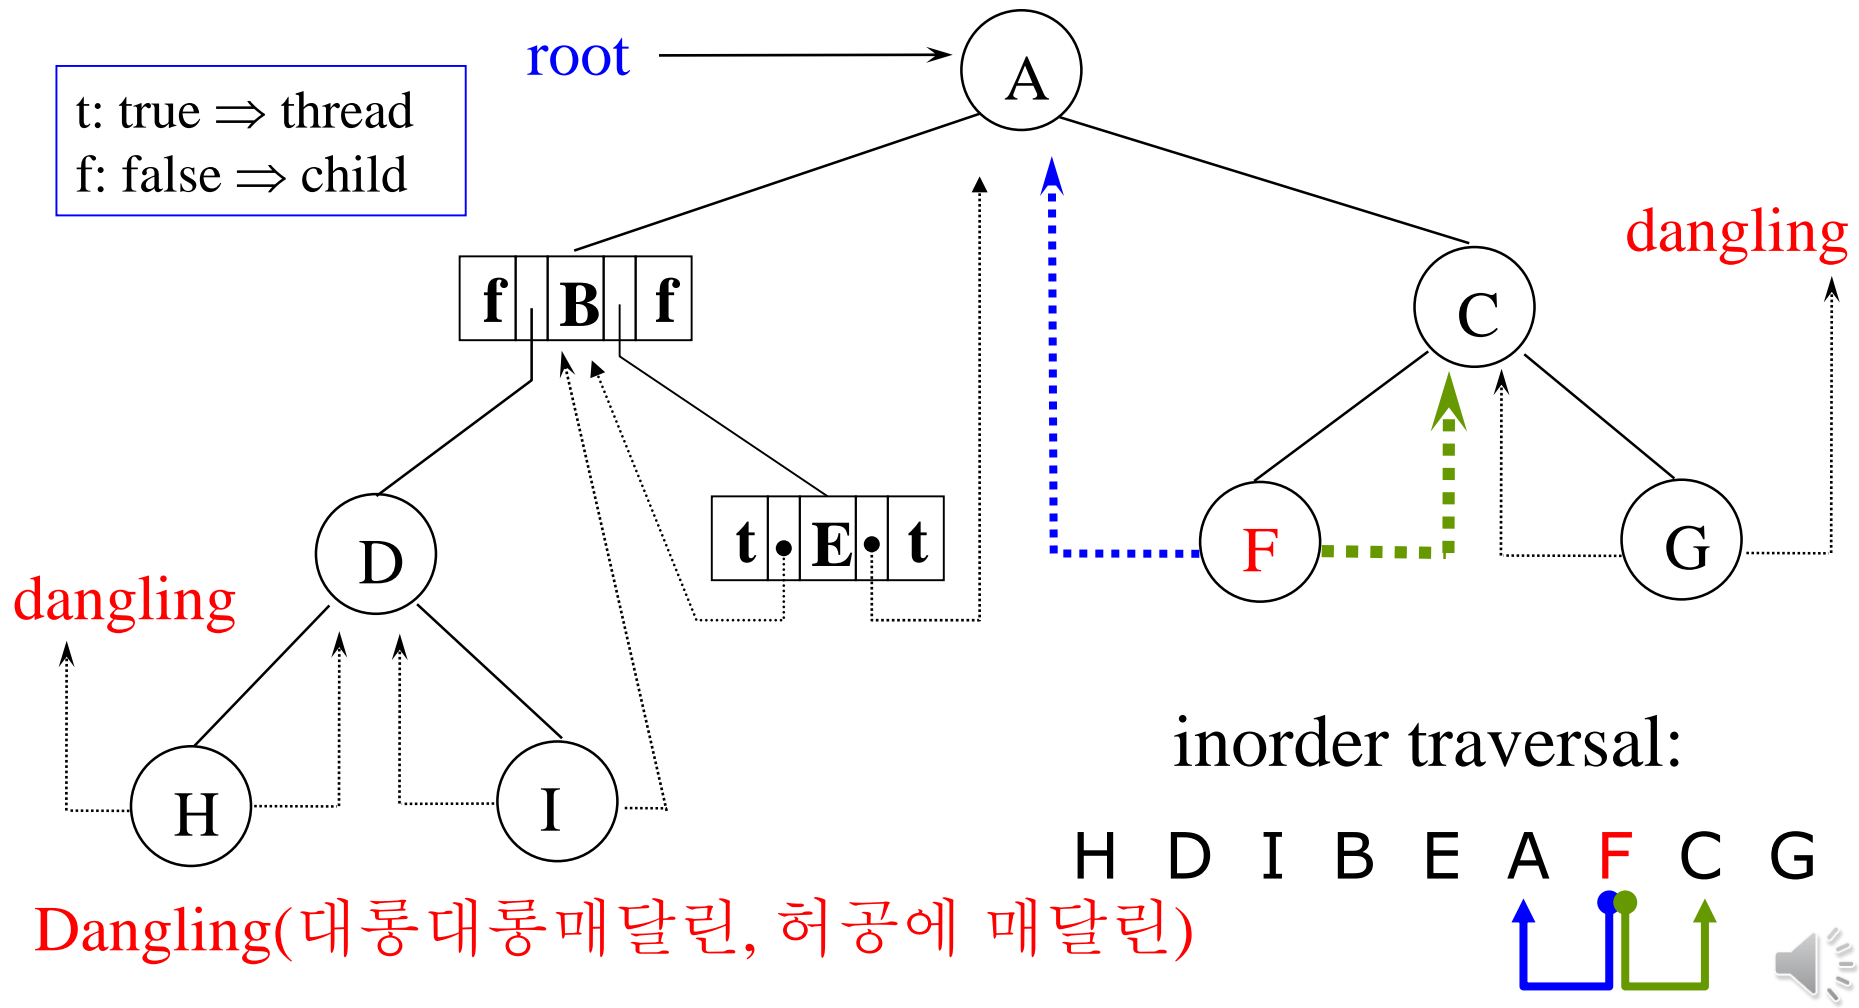 root
A
t: true ⇒ thread
f: false ⇒ child
dangling
f B f
C
t • E • t
D
F
G
dangling
H
I
inorder traversal:
H D I B E A F C G
Dangling(대롱대롱매달린, 허공에 매달린)